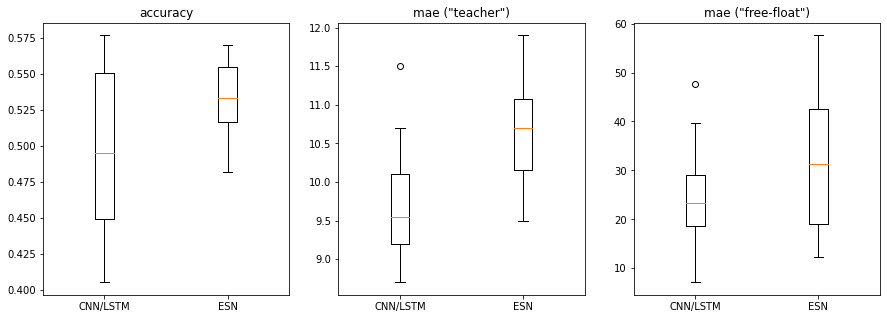 accuracy
0.575
0.550
0.525
0.500
0.475
0.450
0.425
0.400
CNN/LSTM
ESN
mae ("teacher")
12.0
11.5
11.0
10.5
10.0
9.5
9.0
CNN/LSTM
ESN
mae ("free-float")
60
50
40
30
20
10
CNN/LSTM
ESN